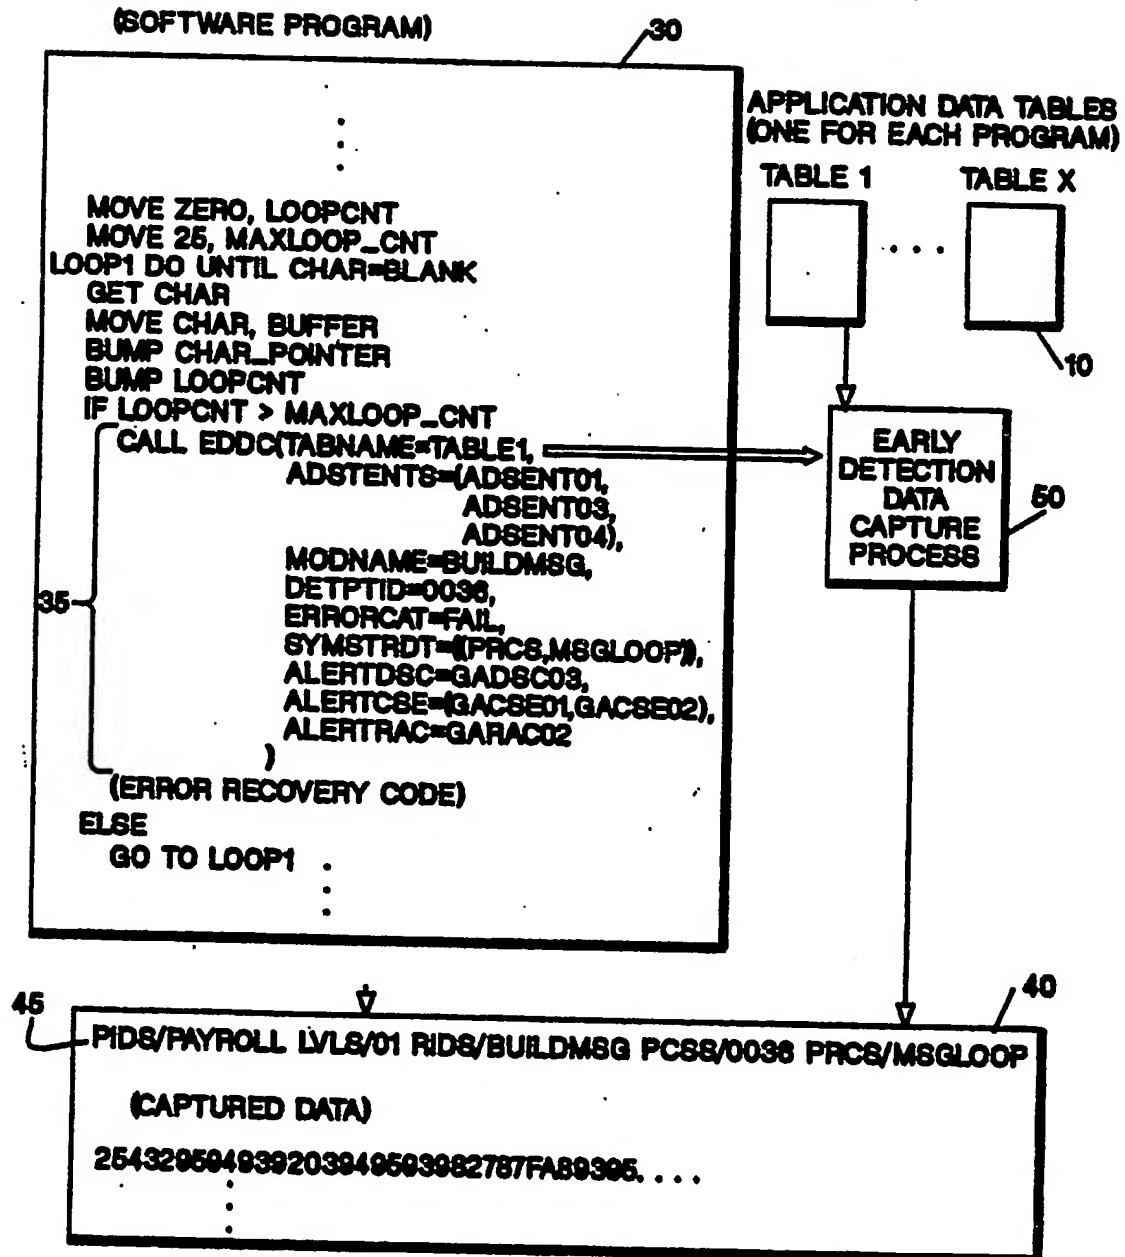 (SOFTWARE PROGRAM)
30
MOVE ZERO, LOOPCNT
MOVE 25, MAXLOOP_CNT
LOOP1 DO UNTIL CHAR=BLANK
GET CHAR
MOVE CHAR, BUFFER
BUMP CHAR_POINTER
BUMP LOOPCNT
IF LOOPCNT > MAXLOOP_CNT
CALL EDDC(TABNAME=TABLE1,
ADSTENTS=(ADSENT01,
ADSENT03,
ADSENT04),
MODNAME=BUILDMSG,
DETPTID=0036,
ERRORCAT=FAIL,
SYMSTRDT=((PRCS,MSGLOOP)),
ALERTDSC=GADSC03,
ALERTCSE=(GACSE01,GACSE02),
ALERTRAC=GARAC02
)
35
(ERROR RECOVERY CODE)
ELSE
GO TO LOOP1
APPLICATION DATA TABLES
(ONE FOR EACH PROGRAM)
TABLE 1 TABLE X
. . . .
10
EARLY
DETECTION
DATA
CAPTURE
PROCESS
50
40
45
PIDS/PAYROLL LVLS/01 RIDS/BUILDMSG PCSS/0036 PRCS/MSGLOOP
(CAPTURED DATA)
254329594939203949593982787FA89395. . . .